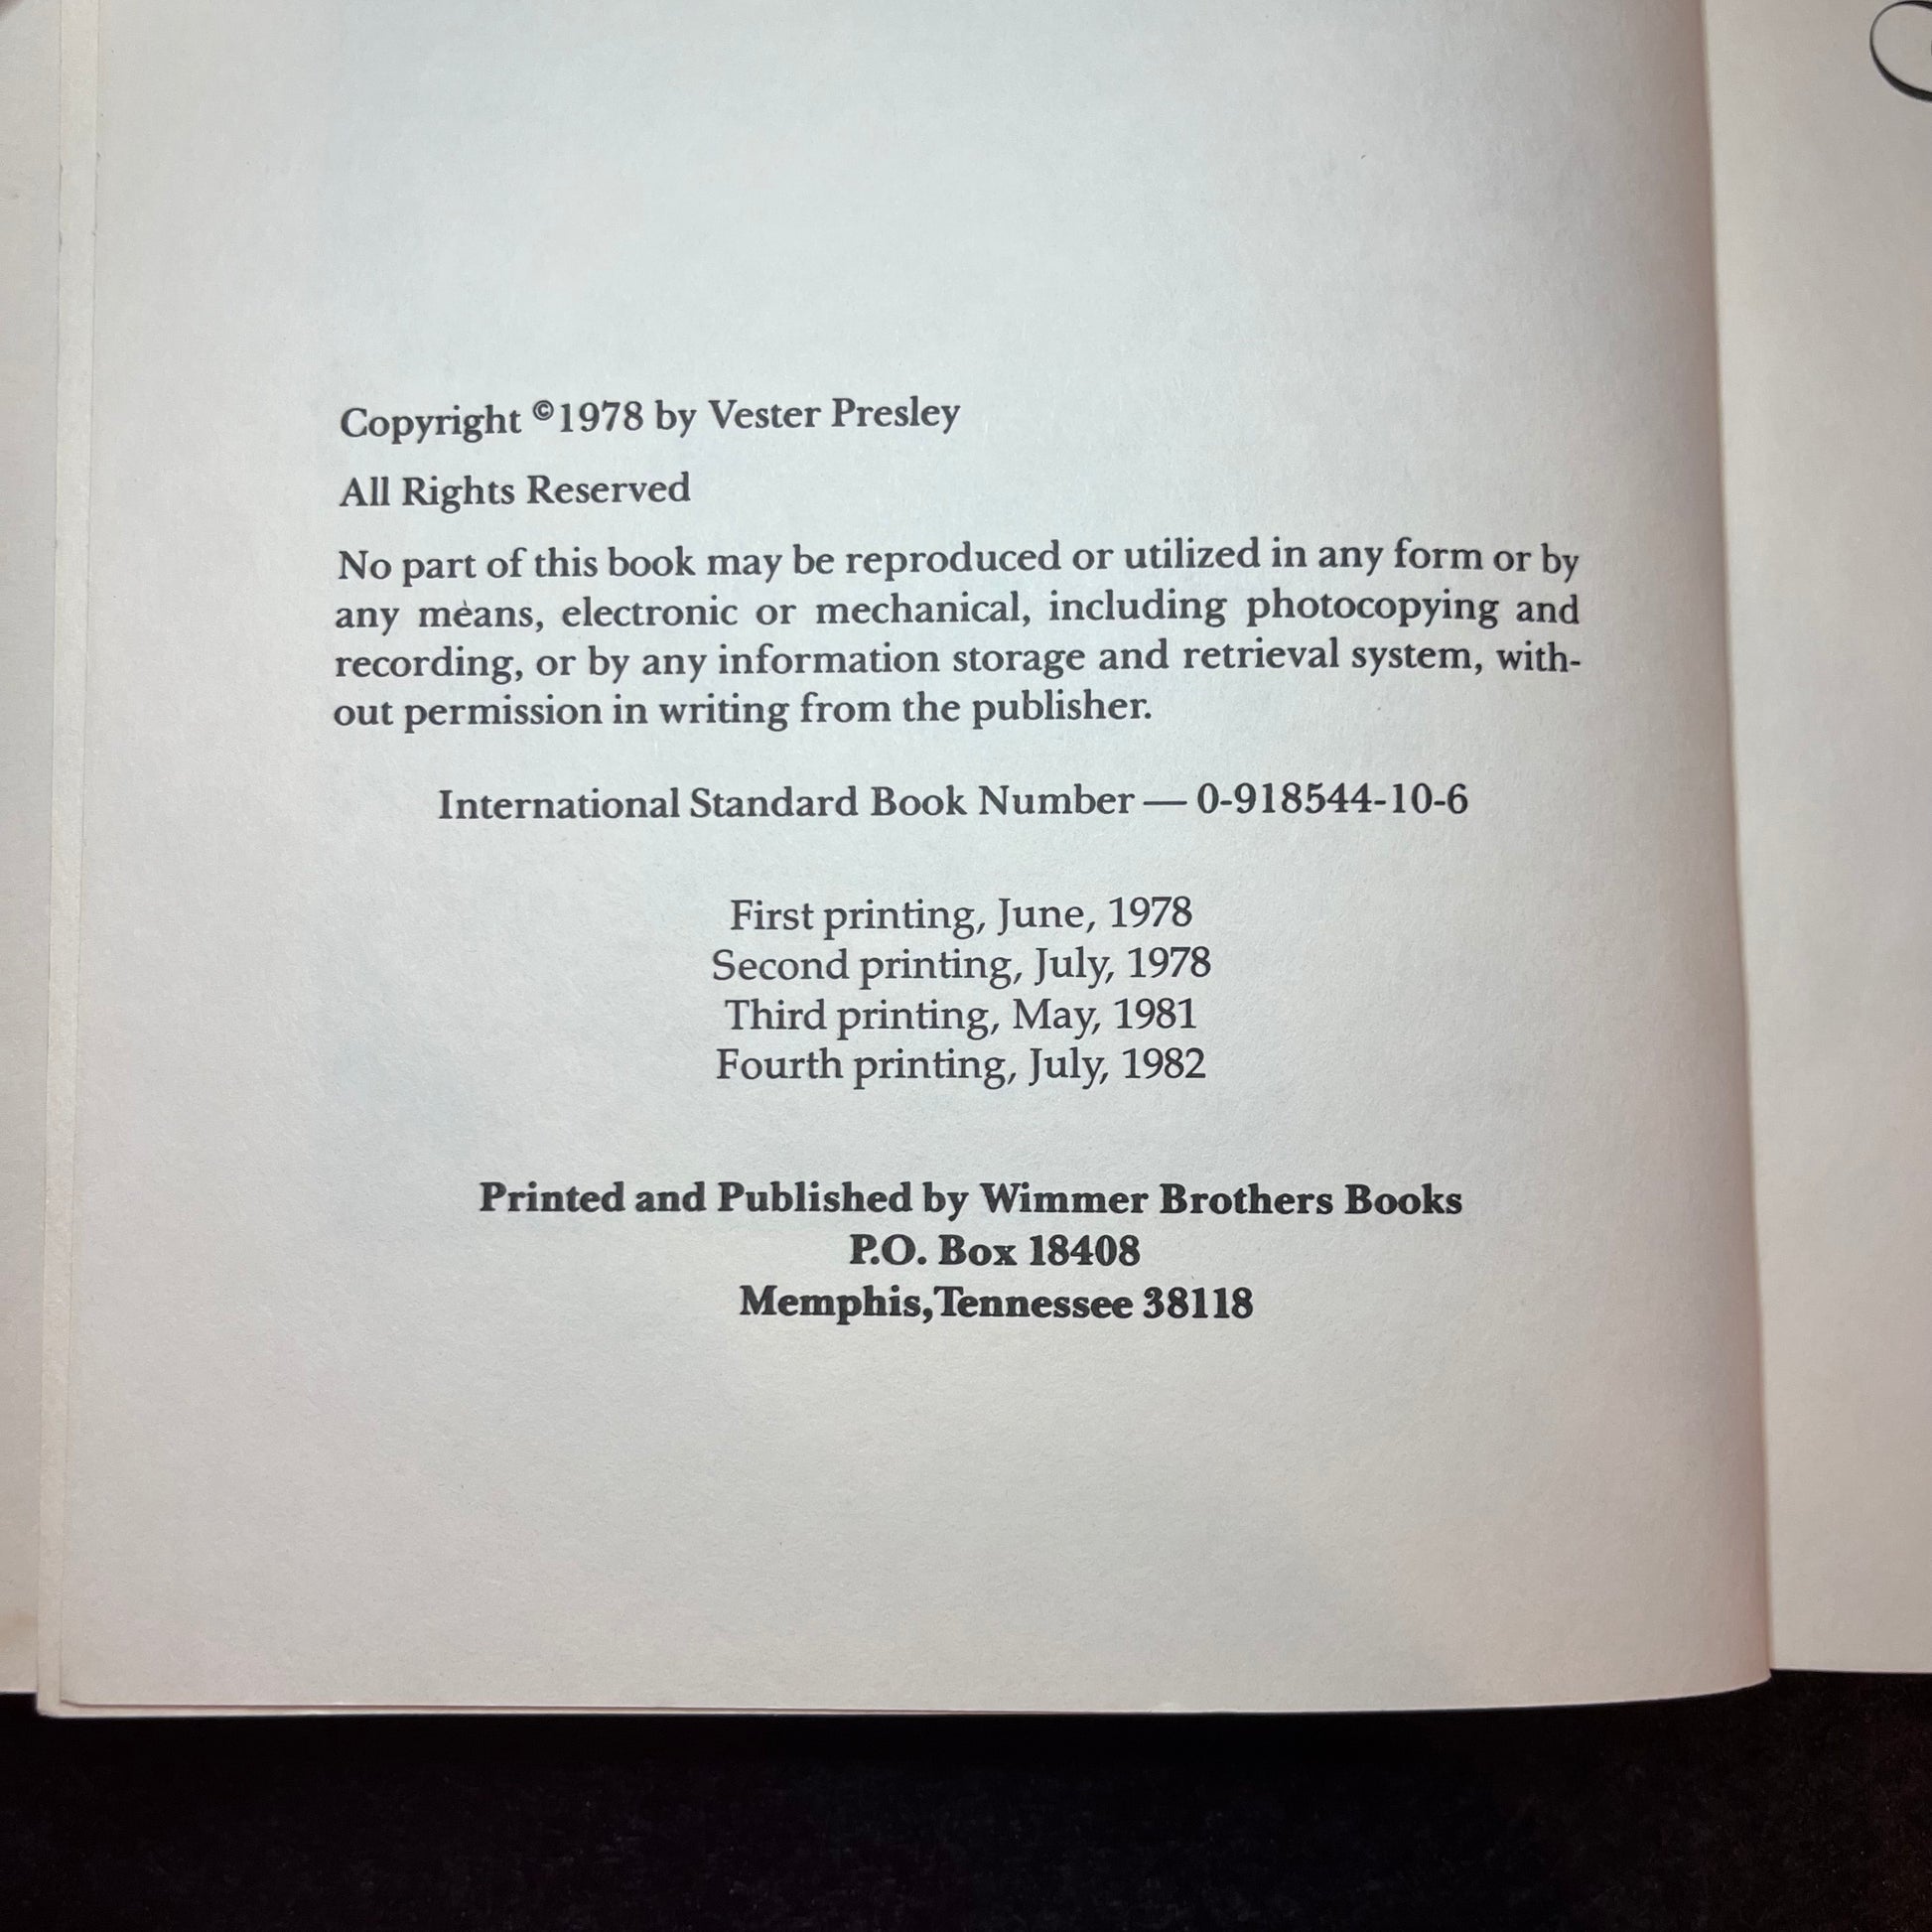 Copyright ©1978 by Vester Presley
All Rights Reserved
No part of this book may be reproduced or utilized in any form or by
any means, electronic or mechanical, including photocopying and
recording, or by any information storage and retrieval system, with-
out permission in writing from the publisher.
International Standard Book Number — 0-918544-10-6
First printing, June, 1978
Second printing, July, 1978
Third printing, May, 1981
Fourth printing, July, 1982
Printed and Published by Wimmer Brothers Books
P.O. Box 18408
Memphis,Tennessee 38118